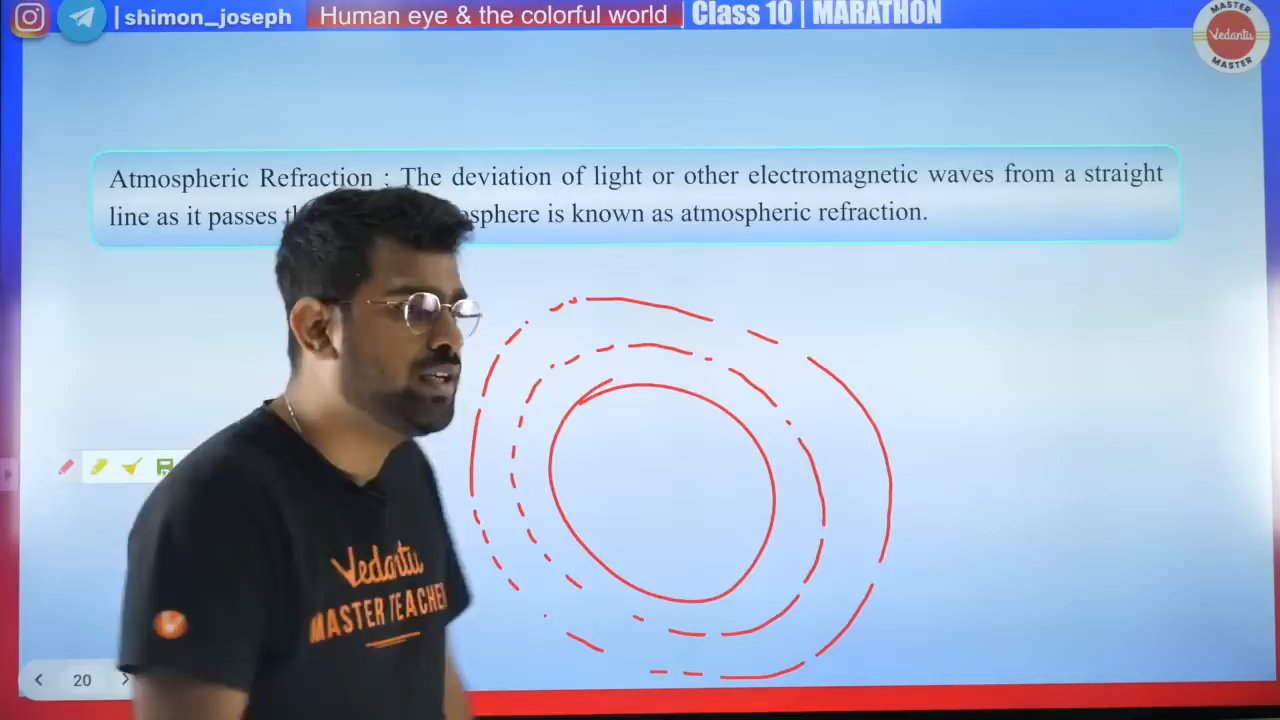 | shimon_joseph
Human eye & the colorful world
| Class 10 | MARATHON
MASTER
Vedantu
MASTER
Atmospheric Refraction : The deviation of light or other electromagnetic waves from a straight
line as it passes osphere is known as atmospheric refraction.
Vedantu
MASTER TEACHER
20